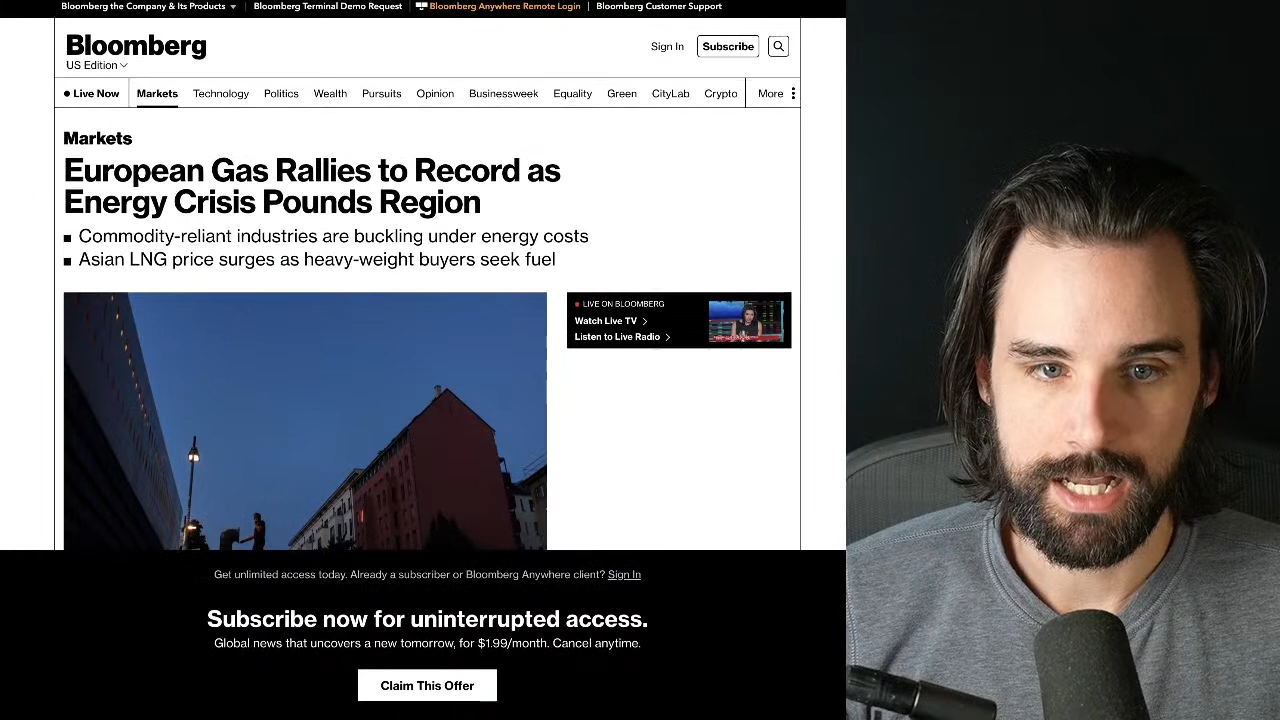 Bloomberg the Company & Its Products
Bloomberg Terminal Demo Request
Bloomberg Anywhere Remote Login
Bloomberg Customer Support
Bloomberg
US Edition
Sign In
Subscribe
Live Now
Markets
Technology
Politics
Wealth
Pursuits
Opinion
Businessweek
Equality
Green
CityLab
Crypto
More
Markets
European Gas Rallies to Record as
Energy Crisis Pounds Region
Commodity-reliant industries are buckling under energy costs
Asian LNG price surges as heavy-weight buyers seek fuel
LIVE ON BLOOMBERG
Watch Live TV
Listen to Live Radio
Get unlimited access today. Already a subscriber or Bloomberg Anywhere client? Sign In
Subscribe now for uninterrupted access.
Global news that uncovers a new tomorrow, for $1.99/month. Cancel anytime.
Claim This Offer